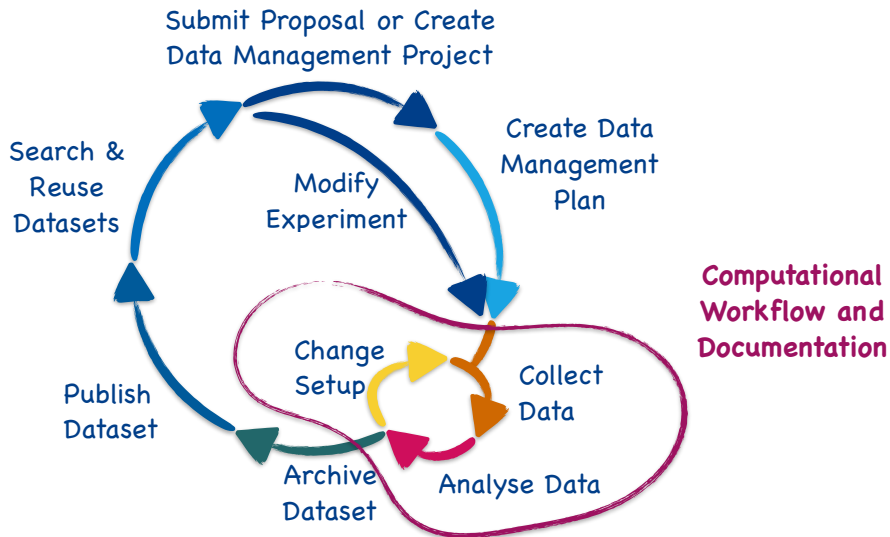 Submit Proposal or Create
Data Management Project
Create Data
Management
Plan
Search &
Reuse
Datasets
Modify
Experiment
Computational
Workflow and
Documentation
Change
Setup
Collect
Data
Publish
Dataset
Archive
Dataset
Analyse Data